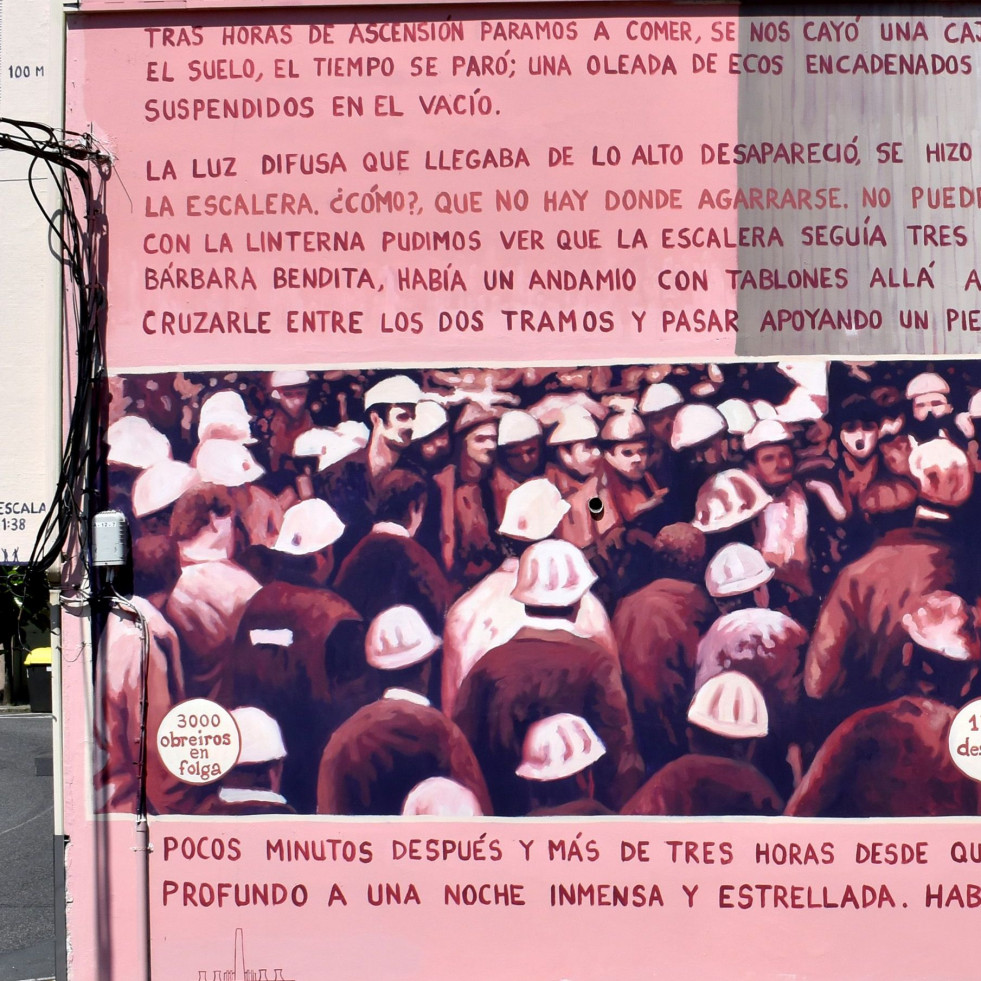 100 M
TRAS HORAS DE ASCENSIÓN PARAMOS A COMER, SE NOS CAYÓ UNA
EL SUELO, EL TIEMPO SE PARÓ; UNA OLEADA DE ECOS ENCADENADOS
SUSPENDIDOS EN EL VACÍO.
LA LUZ DIFUSA QUE LLEGABA DE LO ALTO DESAPARECIÓ, SE HIZO
LA ESCALERA. ¿CÓMO?, QUE NO HAY DONDE AGARRARSE. NO PUEDE
CON LA LINTERNA PUDIMOS VER QUE LA ESCALERA SEGUÍA TRES
BÁRBARA BENDITA, HABÍA UN ANDAMIO CON TABLONES ALLÁ A
CRUZARLE ENTRE LOS DOS TRAMOS Y PASAR APOYANDO UN PIE
ESCALA
1:38
3000
obreiros
en
folga
POCOS MINUTOS DESPUÉS Y MÁS DE TRES HORAS DESDE QU
PROFUNDO A UNA NOCHE INMENSA Y ESTRELLADA. HAB